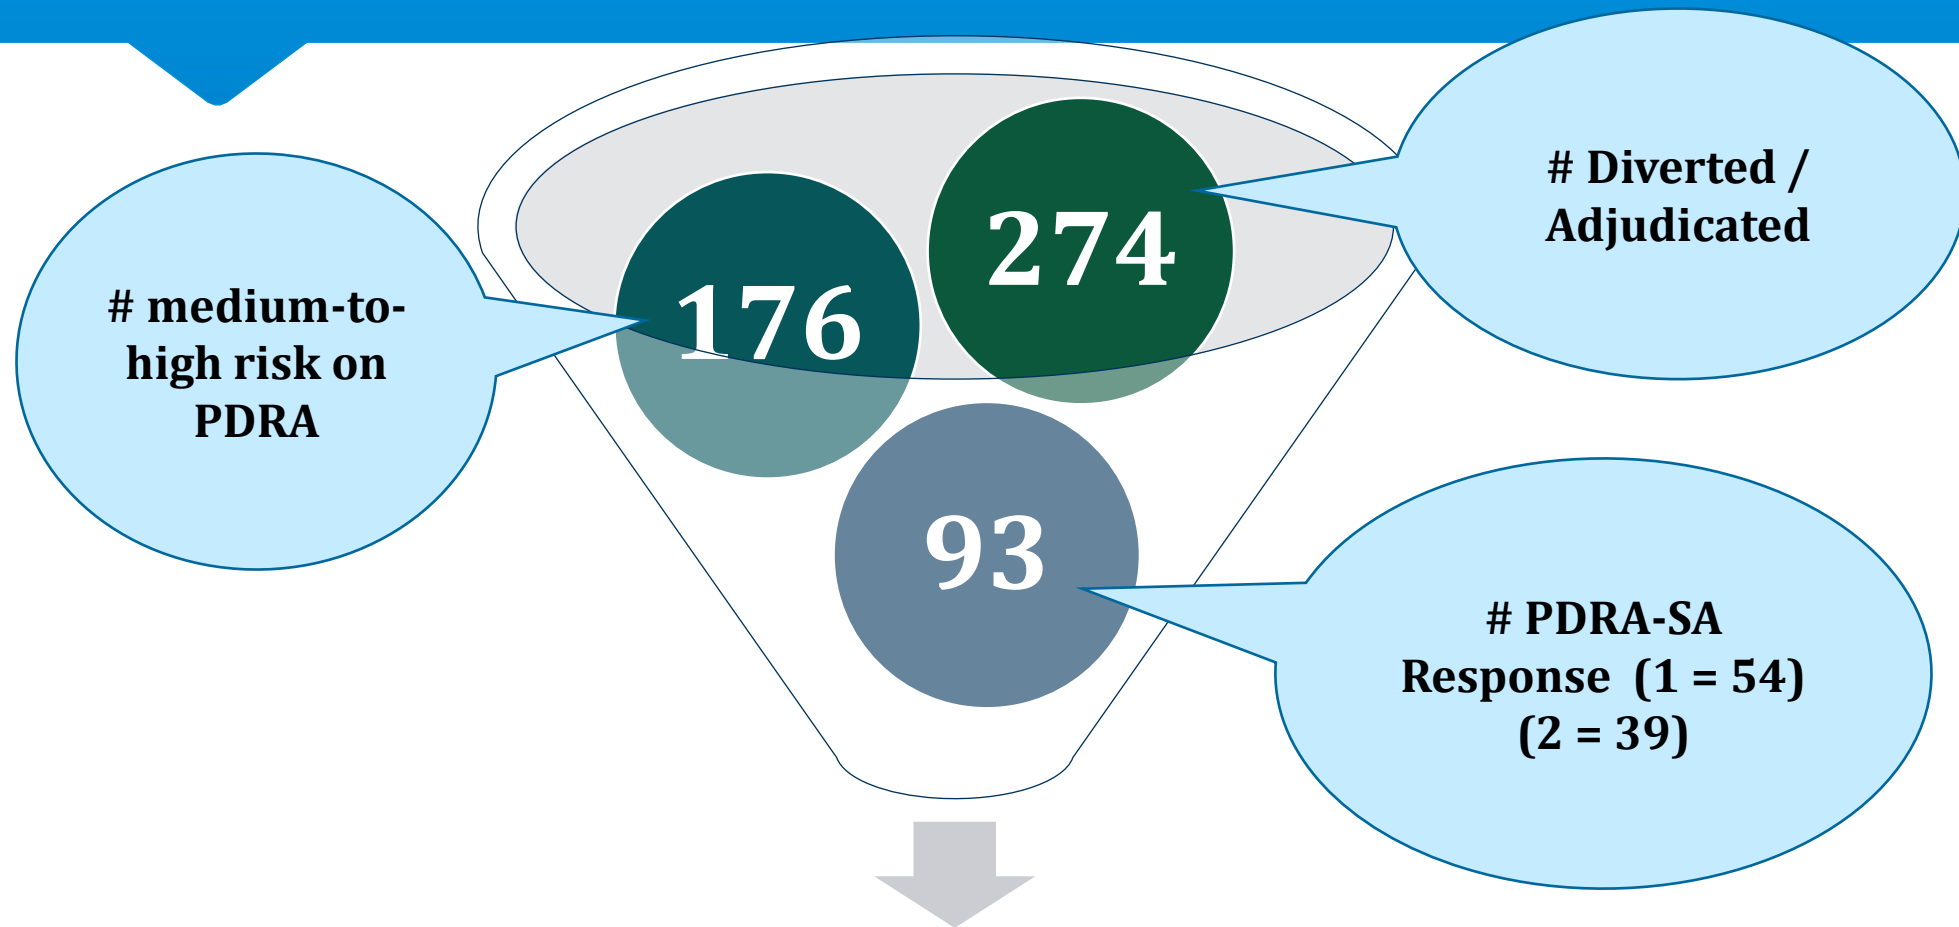 # Diverted /
Adjudicated
274
# medium-to-
high risk on
PDRA
176
93
# PDRA-SA
Response (1 = 54)
(2 = 39)